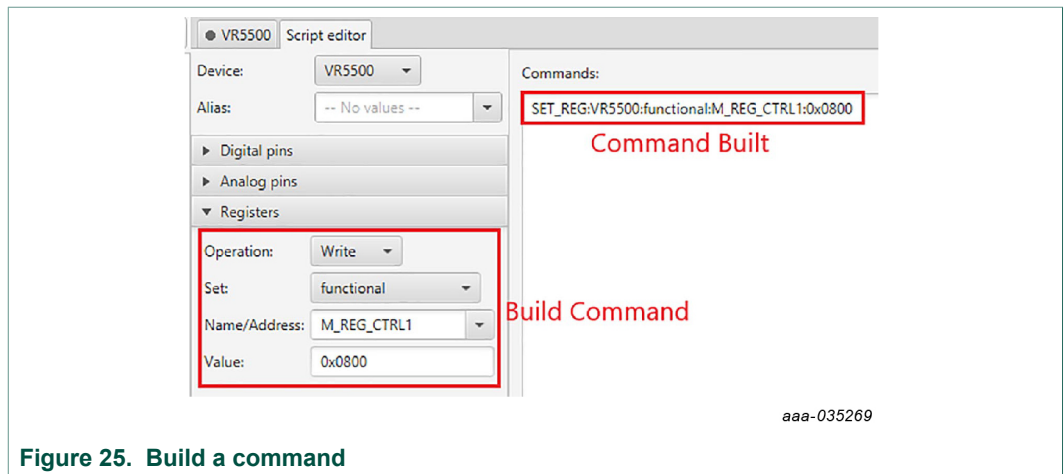 VR5500 Script editor
Device: VR5500
Alias: -- No values --
Digital pins
Analog pins
Registers
Operation: Write
Set: functional
Name/Address: M_REG_CTRL1
Value: 0x0800
Build Command
Commands:
SET_REG:VR5500:functional:M_REG_CTRL1:0x0800
Command Built
aaa-035269
Figure 25. Build a command